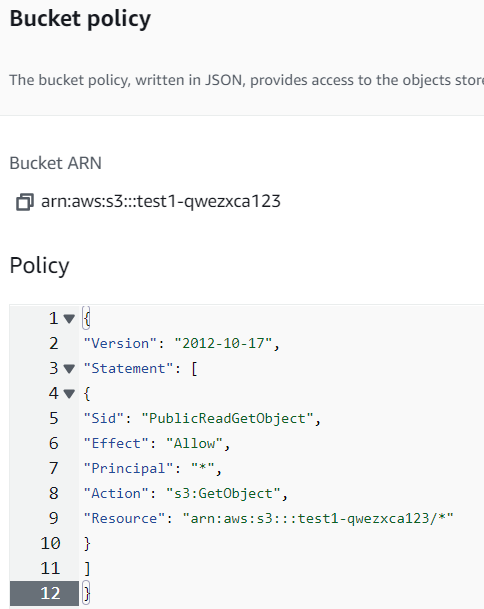 Bucket policy
The bucket policy, written in JSON, provides access to the objects
Bucket ARN
arn:aws:s3:::test1-qwezxca123
Policy
1 {
2 "Version": "2012-10-17",
3 "Statement": [
4 {
5 "Sid": "PublicReadGetObject",
6 "Effect": "Allow",
7 "Principal": "*",
8 "Action": "s3:GetObject",
9 "Resource": "arn:aws:s3:::test1-qwezxca123/*"
10 }
11 ]
12 }